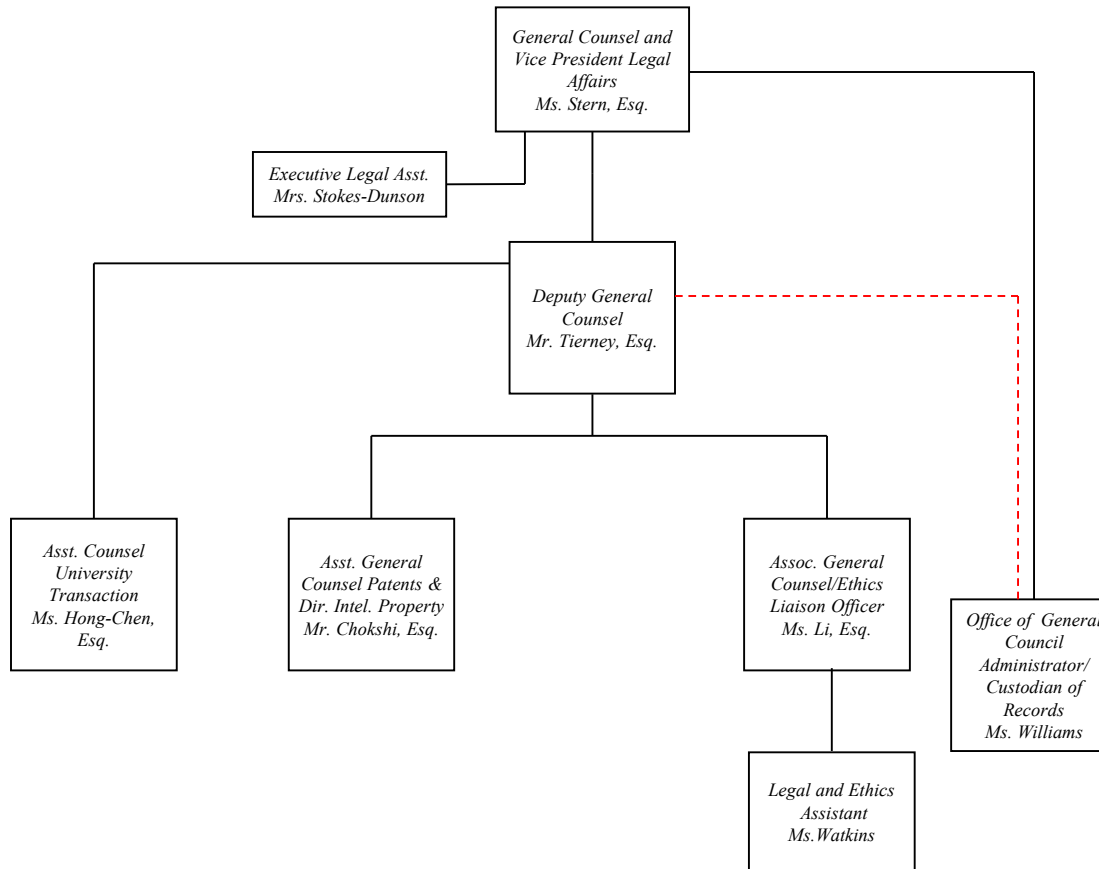 General Counsel and
Vice President Legal
Affairs
Ms. Stern, Esq.
Executive Legal Asst.
Mrs. Stokes-Dunson
Deputy General
Counsel
Mr. Tierney, Esq.
Asst. Counsel
University
Transaction
Ms. Hong-Chen,
Esq.
Asst. General
Counsel Patents &
Dir. Intel. Property
Mr. Chokshi, Esq.
Assoc. General
Counsel/Ethics
Liaison Officer
Ms. Li, Esq.
Office of General
Council
Administrator/
Custodian of
Records
Ms. Williams
Legal and Ethics
Assistant
Ms.Watkins